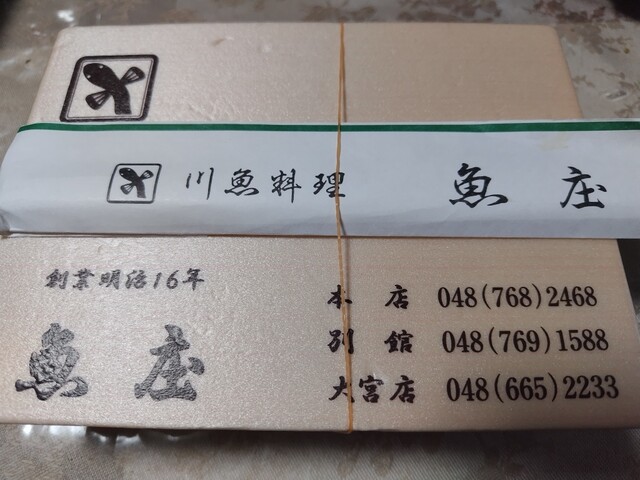 川魚料理 魚庄
創業明治16年
魚庄
本店 048(768)2468
別館 048(769)1588
大宮店 048(665)2233